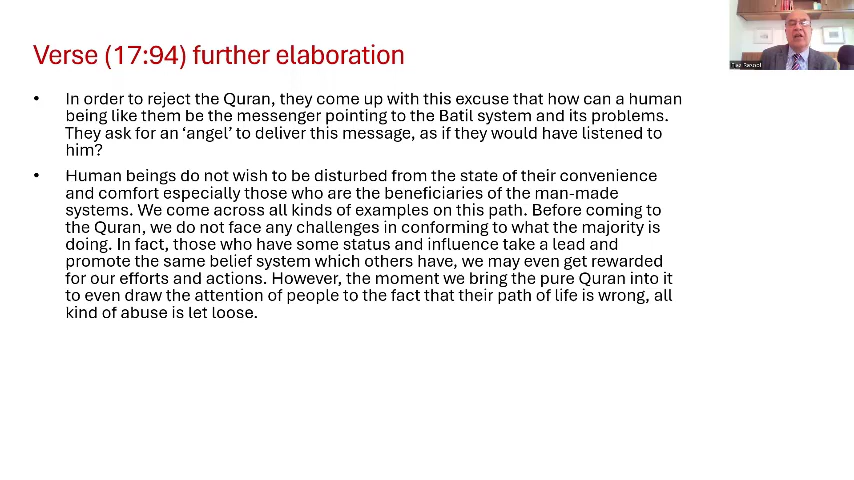 Verse (17:94) further elaboration
• In order to reject the Quran, they come up with this excuse that how can a human
being like them be the messenger pointing to the Batil system and its problems.
They ask for an ‘angel’ to deliver this message, as if they would have listened to
him?
• Human beings do not wish to be disturbed from the state of their convenience
and comfort especially those who are the beneficiaries of the man-made
systems. We come across all kinds of examples on this path. Before coming to
the Quran, we do not face any challenges in conforming to what the majority is
doing. In fact, those who have some status and influence take a lead and
promote the same belief system which others have, we may even get rewarded
for our efforts and actions. However, the moment we bring the pure Quran into it
to even draw the attention of people to the fact that their path of life is wrong, all
kind of abuse is let loose.